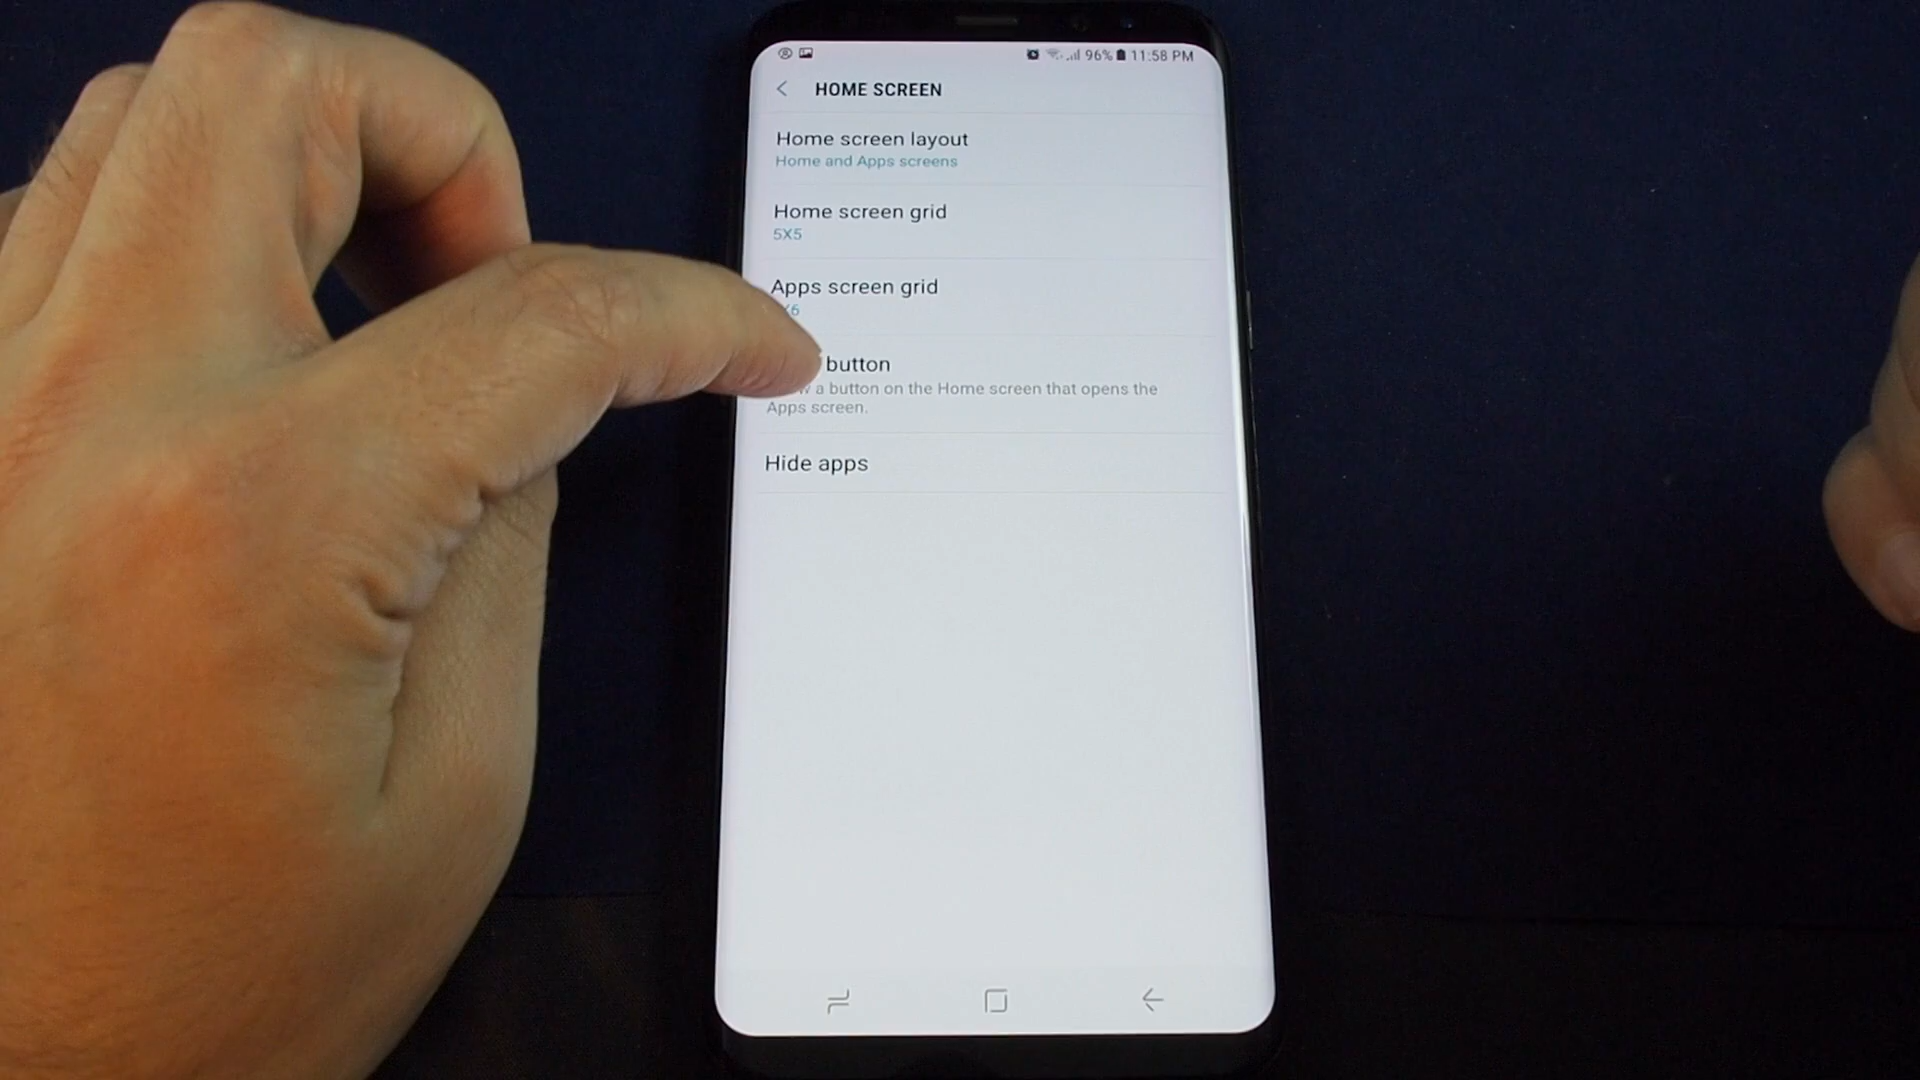 96% 11:58 PM
HOME SCREEN
Home screen layout
Home and Apps screens
Home screen grid
5X5
Apps screen grid
X6
button
a button on the Home screen that opens the
Apps screen.
Hide apps